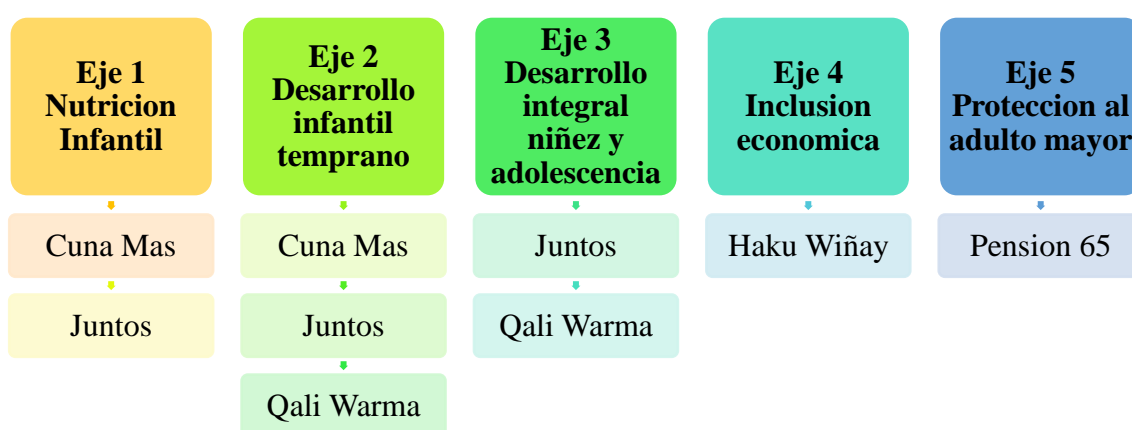 Eje 1
Nutricion
Infantil
Cuna Mas
Juntos
Eje 2
Desarrollo
infantil
temprano
Cuna Mas
Juntos
Qali Warma
Eje 3
Desarrollo
integral
niñez y
adolescencia
Juntos
Qali Warma
Eje 4
Inclusion
economica
Haku Wiñay
Eje 5
Proteccion al
adulto mayor
Pension 65